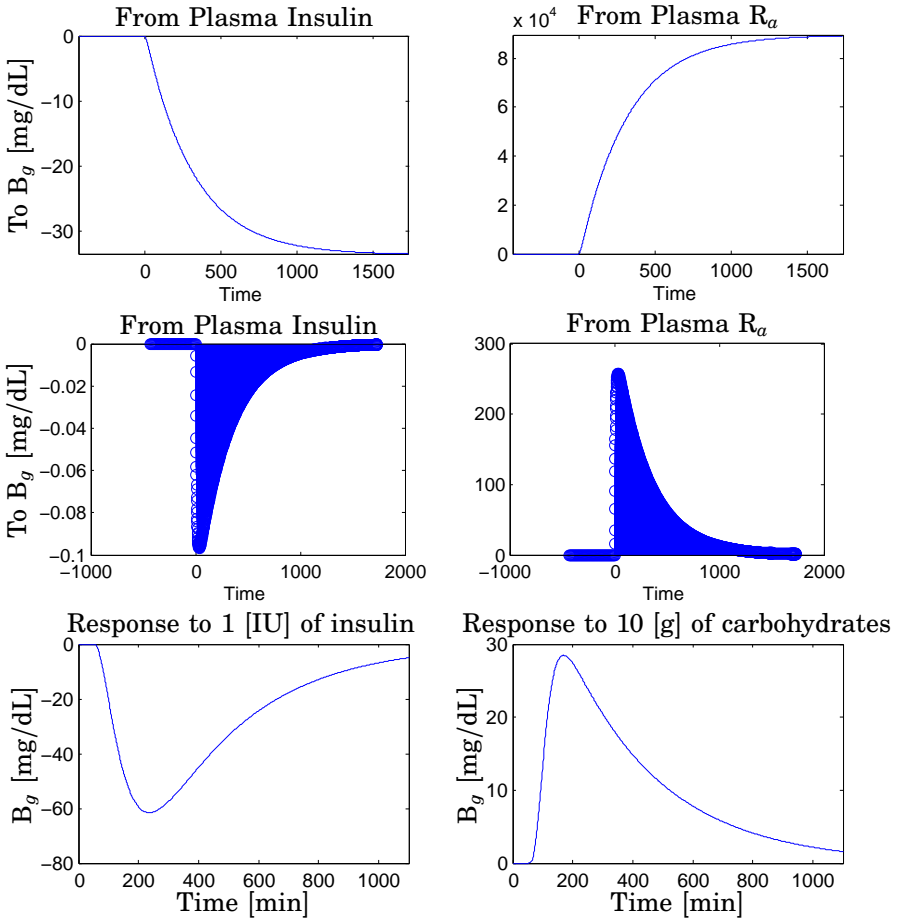 From Plasma Insulin
To B_g [mg/dL]
0
−10
−20
−30
0 500 1000 1500
Time
From Plasma R_a
x 10^4
8
6
4
2
0
0 500 1000 1500
Time
From Plasma Insulin
To B_g [mg/dL]
0
−0.02
−0.04
−0.06
−0.08
−0.1
−1000 0 1000 2000
Time
From Plasma R_a
300
200
100
0
−1000 0 1000 2000
Time
Response to 1 [IU] of insulin
B_g [mg/dL]
0
−20
−40
−60
−80
0 200 400 600 800 1000
Time [min]
Response to 10 [g] of carbohydrates
B_g [mg/dL]
30
20
10
0
0 200 400 600 800 1000
Time [min]